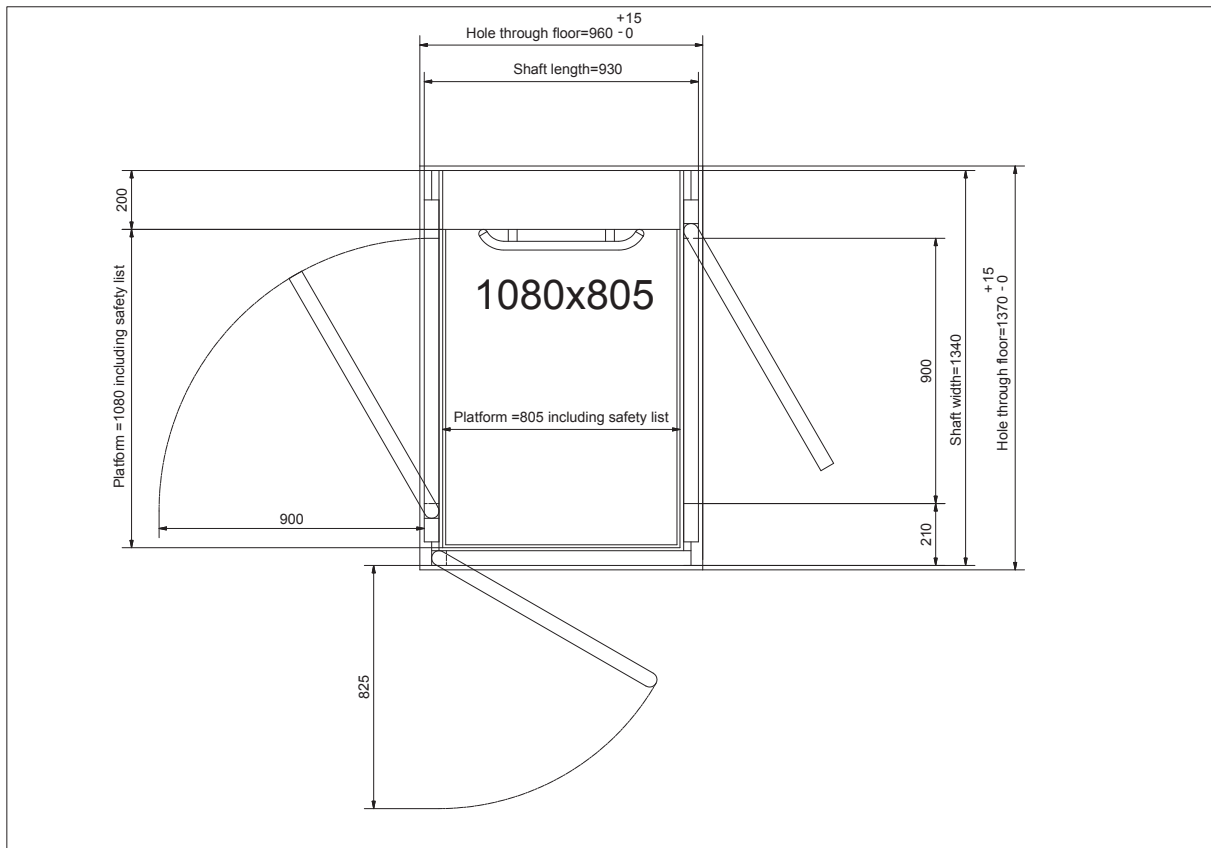 +15
Hole through floor=960 - 0
Shaft length=930
200
Platform =1080 including safety list
1080x805
Platform =805 including safety list
900
900
210
Shaft width=1340
+15
Hole through floor=1370 - 0
825